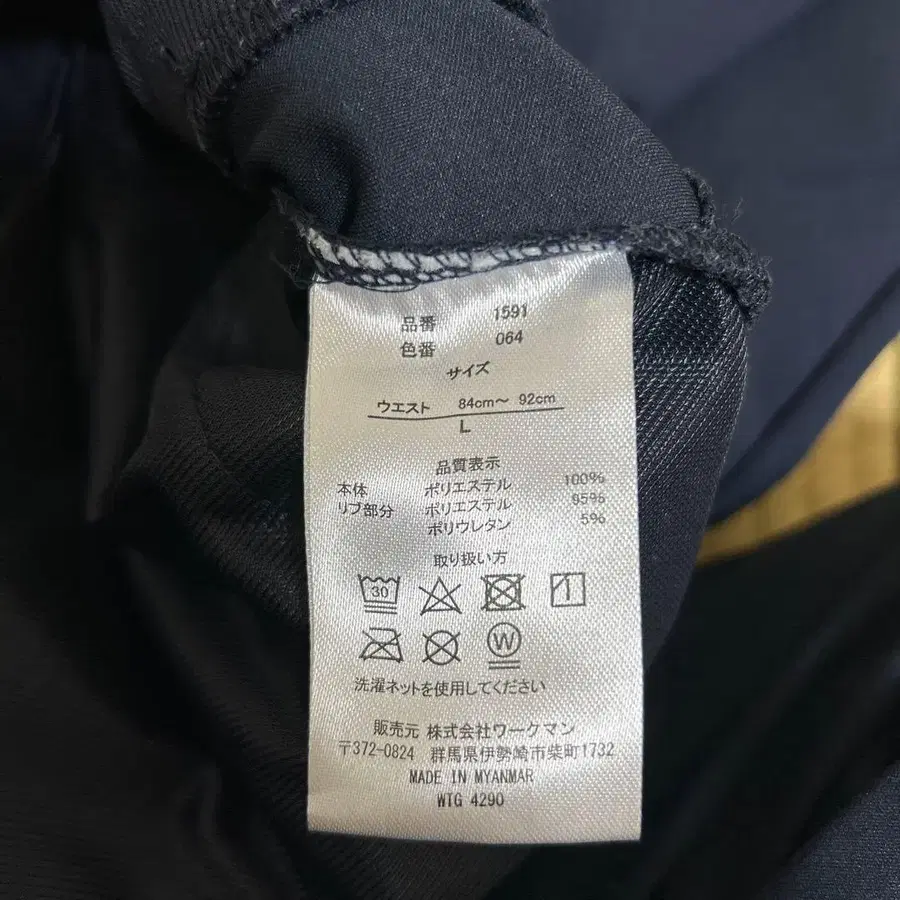 品番 1591
色番 064
サイズ
ウエスト 84cm～ 92cm
L
品質表示
本体 ポリエステル 100%
リブ部分 ポリエステル 95%
ポリウレタン 5%
取り扱い方
30
W
洗濯ネットを使用してください
販売元 株式会社ワークマン
〒372-0824 群馬県伊勢崎市柴町1732
MADE IN MYANMAR
WTG 4290